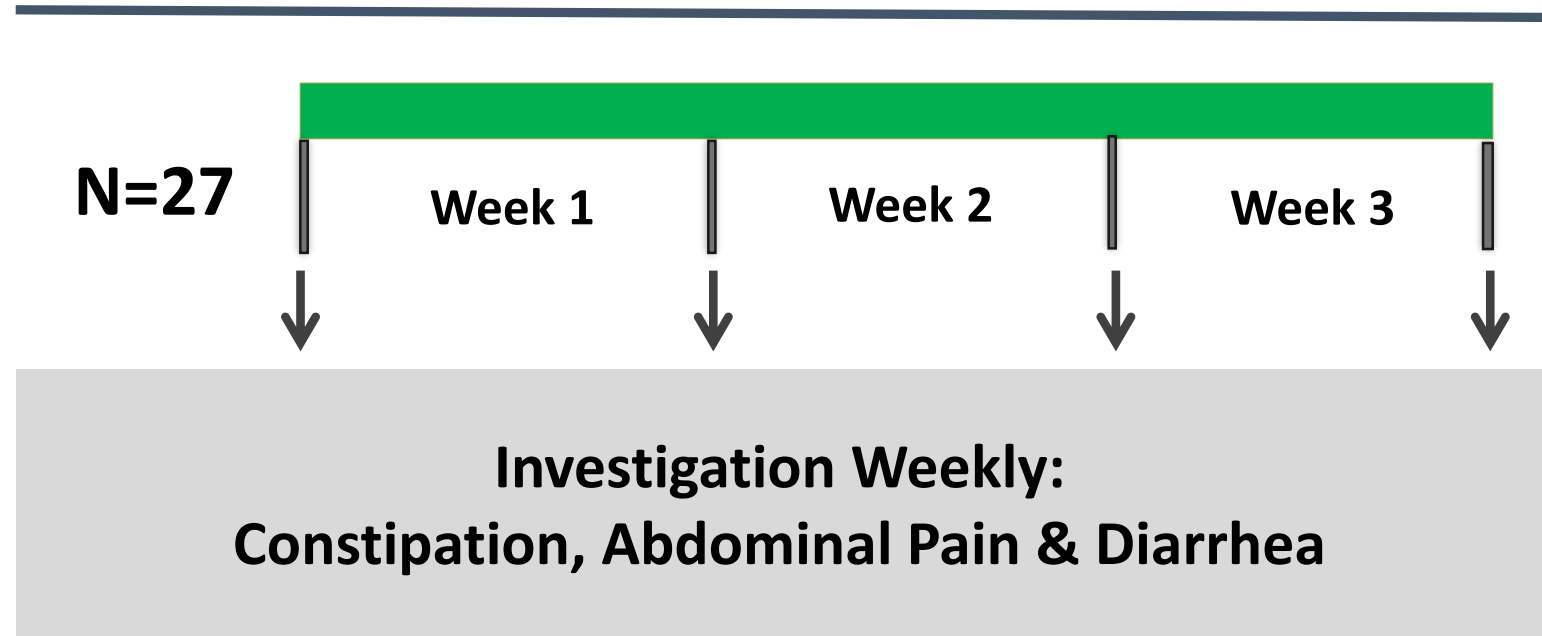 N=27
Week 1
Week 2
Week 3
Investigation Weekly:
Constipation, Abdominal Pain & Diarrhea